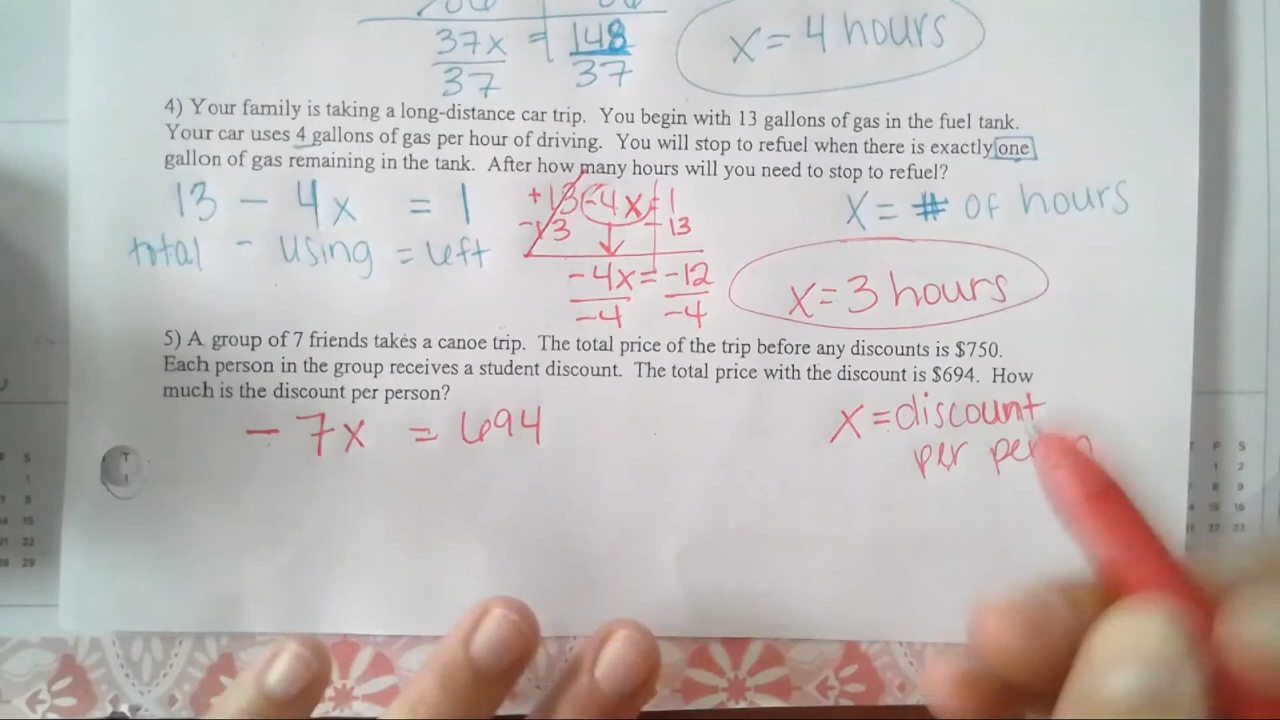 37x = 148
37 37
x = 4 hours
4) Your family is taking a long-distance car trip. You begin with 13 gallons of gas in the fuel tank.
Your car uses 4 gallons of gas per hour of driving. You will stop to refuel when there is exactly one
gallon of gas remaining in the tank. After how many hours will you need to stop to refuel?
13 - 4x = 1
total - using = left
+13 -4x = 1
-13 -13
-4x = -12
-4 -4
x = # of hours
x = 3 hours
5) A group of 7 friends takes a canoe trip. The total price of the trip before any discounts is $750.
Each person in the group receives a student discount. The total price with the discount is $694. How
much is the discount per person?
- 7x = 694
x = discount
per